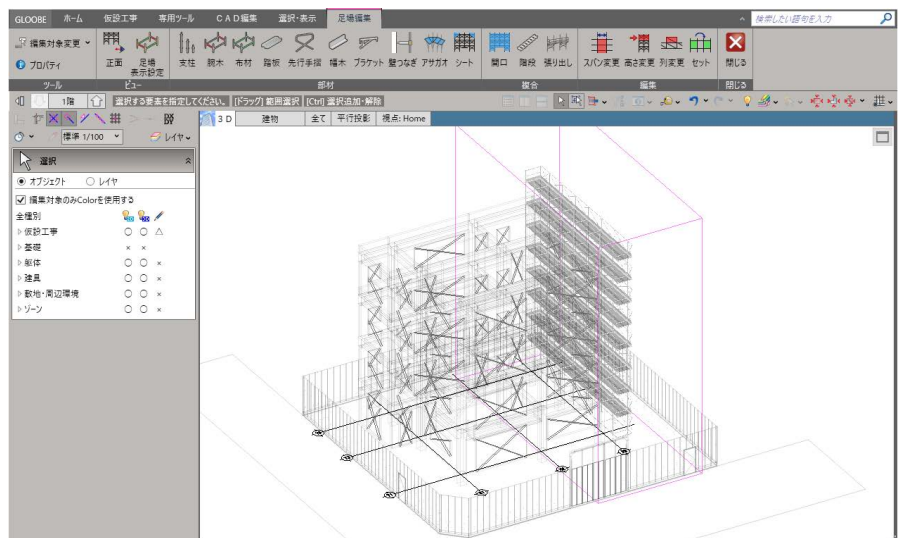 GLOOBE ホーム 仮設工事 専用ツール CAD編集 選択・表示 足場編集 検索したい語句を入力
編集対象変更
プロパティ
正面 足場 表示設定 支柱 腕木 布材 踏板 先行手摺 幅木 ブラケット 壁つなぎ アサガオ シート 開口 階段 張り出し スパン変更 高さ変更 列変更 セット 閉じる
ツール ビュー 部材 複合 編集 閉じる
1階 選択する要素を指定してください。 [ドラッグ] 範囲選択 [Ctrl] 選択追加・解除
3D 建物 全て 平行投影 視点: Home
標準 1/100 レイヤ
選択
オブジェクト レイヤ
編集対象のみColorを使用する
全種別
仮設工事 ○ ○ △
基礎 × ×
躯体 ○ ○ ×
建具 ○ ○ ×
敷地・周辺環境 ○ ○ ×
ゾーン ○ ○ ×